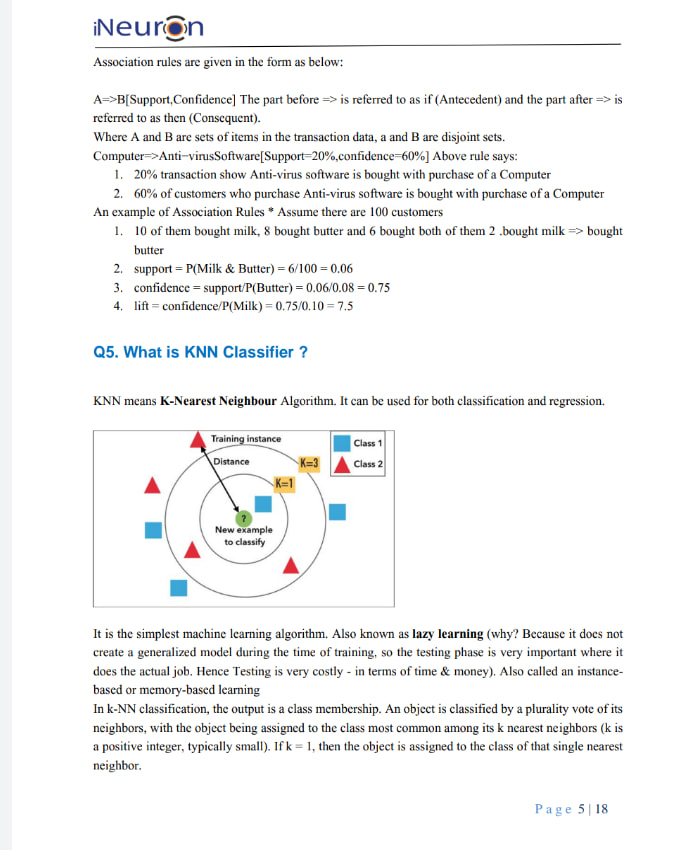 iNeuron
Association rules are given in the form as below:
A=>B[Support,Confidence] The part before => is referred to as if (Antecedent) and the part after => is
referred to as then (Consequent).
Where A and B are sets of items in the transaction data, a and B are disjoint sets.
Computer=>Anti−virusSoftware[Support=20%,confidence=60%] Above rule says:
1. 20% transaction show Anti-virus software is bought with purchase of a Computer
2. 60% of customers who purchase Anti-virus software is bought with purchase of a Computer
An example of Association Rules * Assume there are 100 customers
1. 10 of them bought milk, 8 bought butter and 6 bought both of them 2 .bought milk => bought
butter
2. support = P(Milk & Butter) = 6/100 = 0.06
3. confidence = support/P(Butter) = 0.06/0.08 = 0.75
4. lift = confidence/P(Milk) = 0.75/0.10 = 7.5
Q5. What is KNN Classifier ?
KNN means K-Nearest Neighbour Algorithm. It can be used for both classification and regression.
Training instance
Class 1
Distance
K=3
Class 2
K=1
?
New example
to classify
It is the simplest machine learning algorithm. Also known as lazy learning (why? Because it does not
create a generalized model during the time of training, so the testing phase is very important where it
does the actual job. Hence Testing is very costly - in terms of time & money). Also called an instance-
based or memory-based learning
In k-NN classification, the output is a class membership. An object is classified by a plurality vote of its
neighbors, with the object being assigned to the class most common among its k nearest neighbors (k is
a positive integer, typically small). If k = 1, then the object is assigned to the class of that single nearest
neighbor.
Page 5 | 18